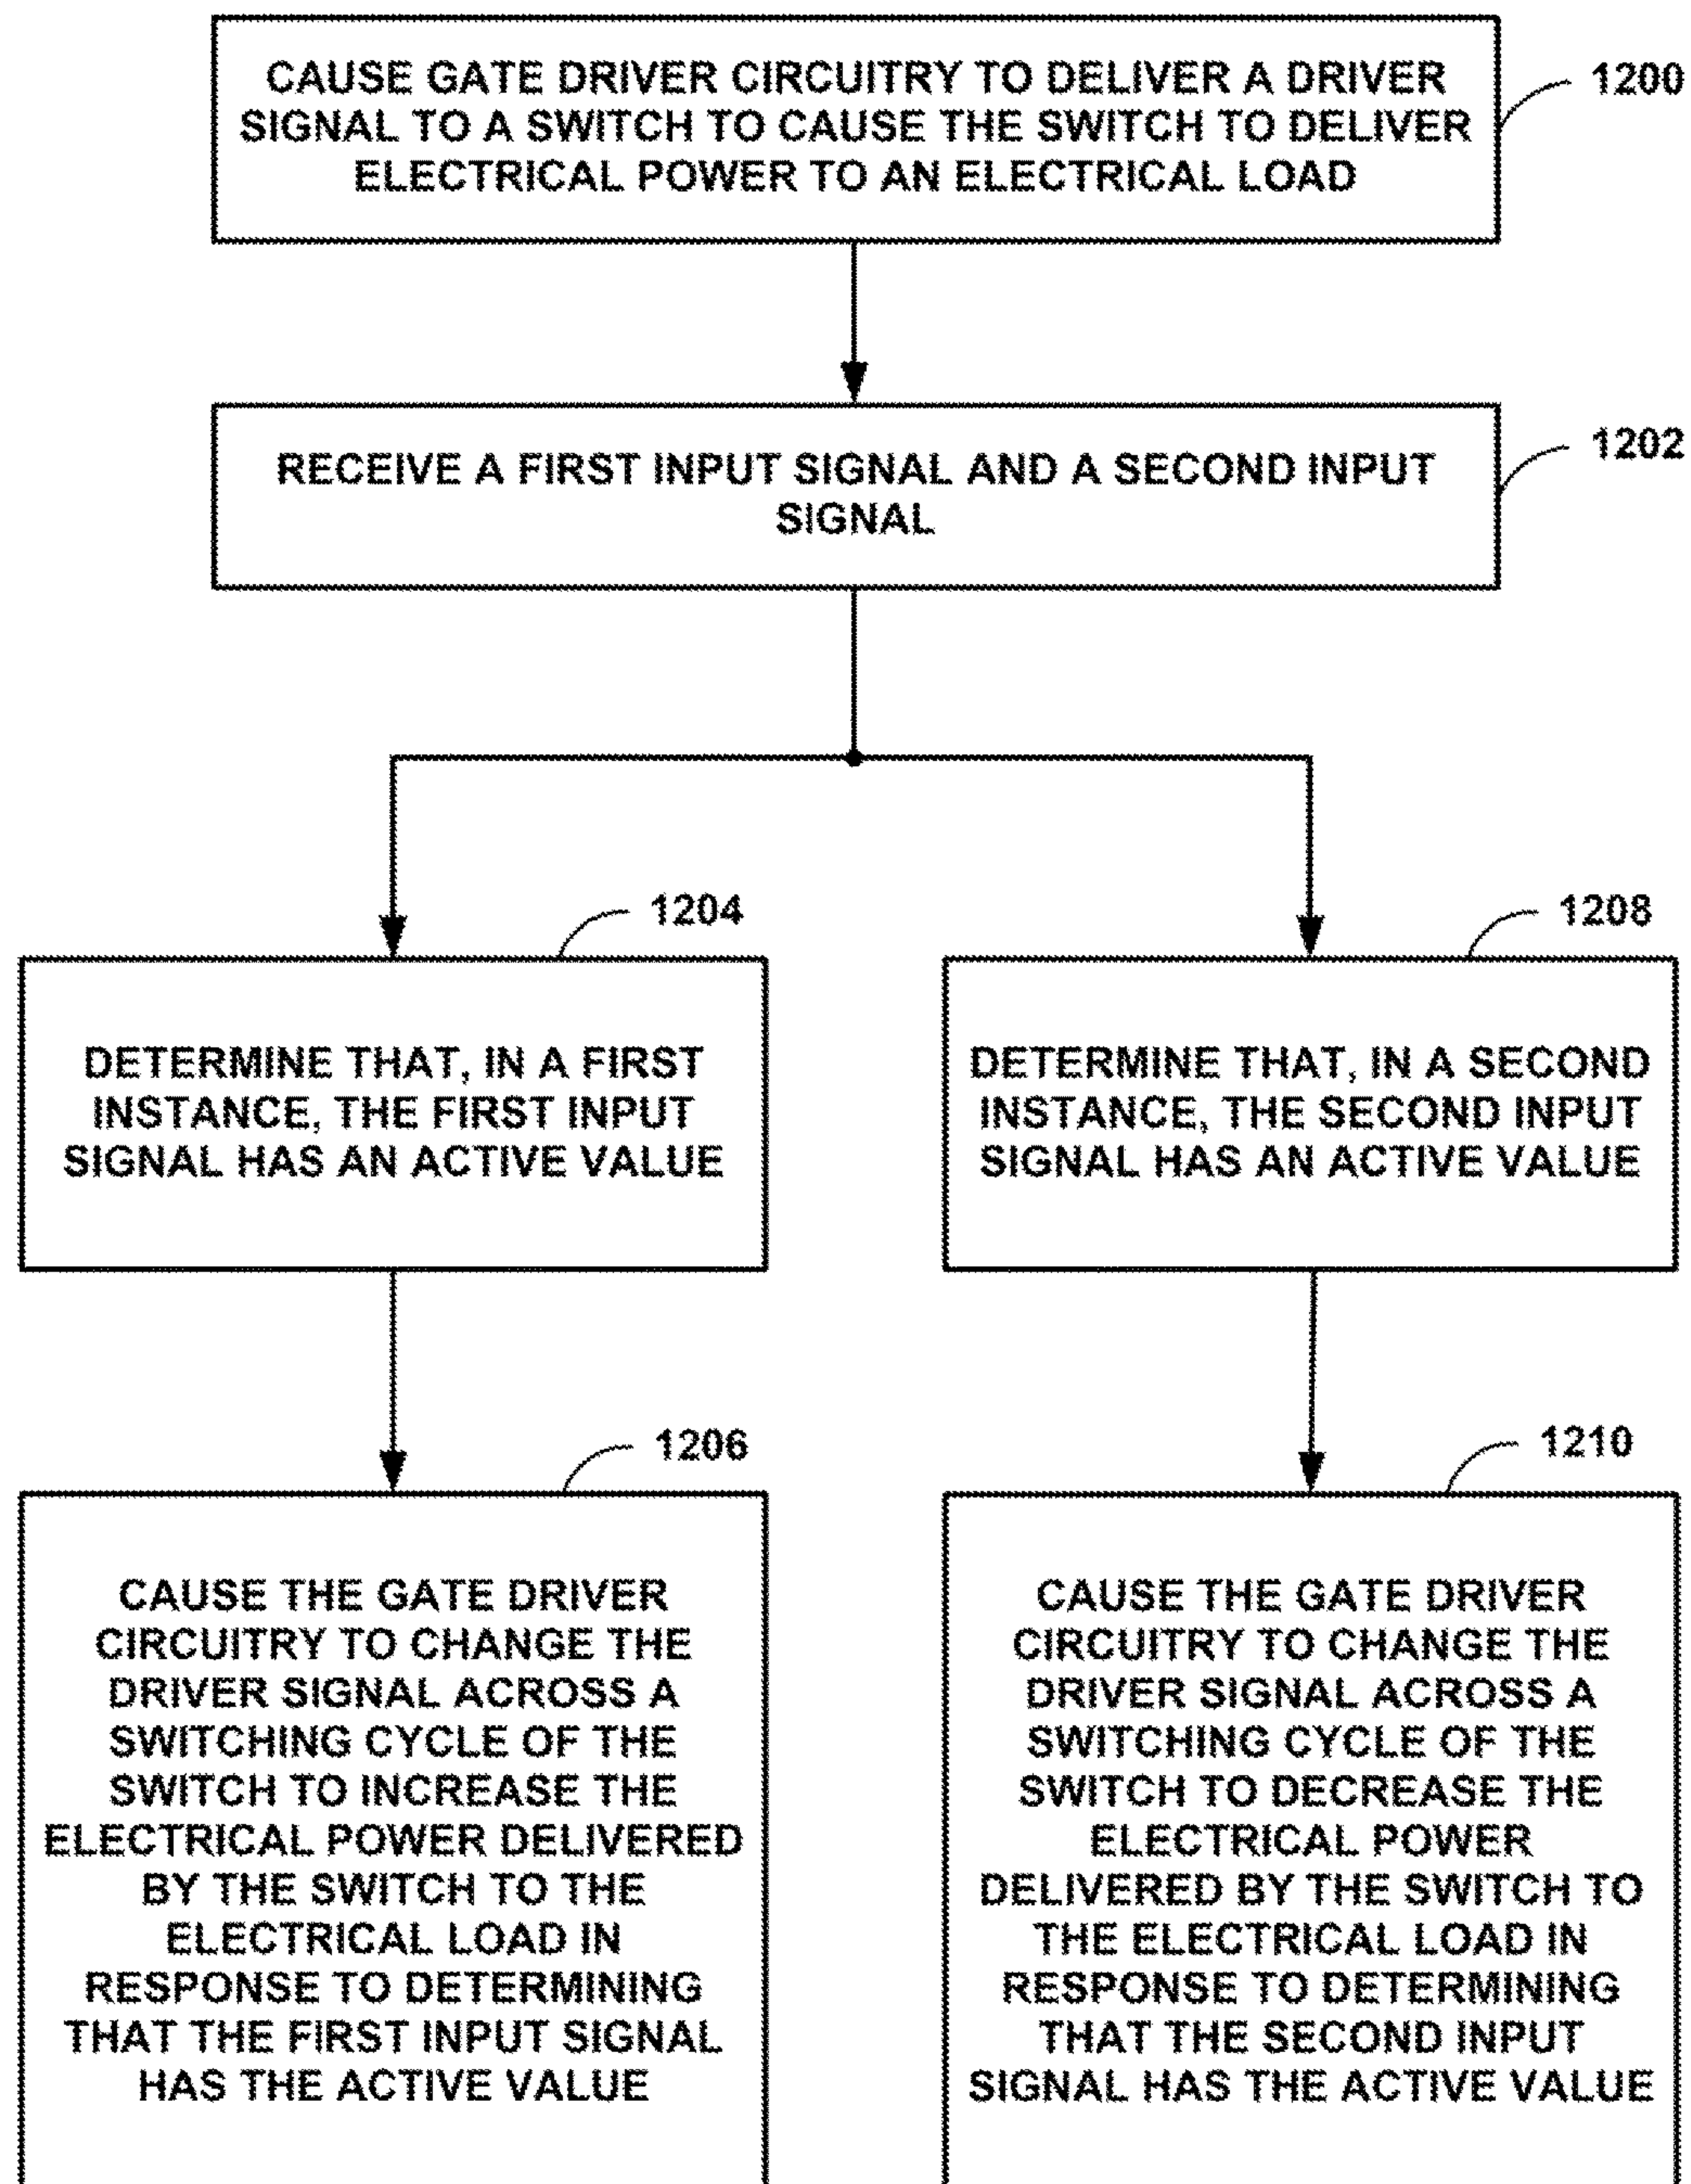 CAUSE GATE DRIVER CIRCUITRY TO DELIVER A DRIVER
SIGNAL TO A SWITCH TO CAUSE THE SWITCH TO DELIVER
ELECTRICAL POWER TO AN ELECTRICAL LOAD
1200
RECEIVE A FIRST INPUT SIGNAL AND A SECOND INPUT
SIGNAL
1202
1204
DETERMINE THAT, IN A FIRST
INSTANCE, THE FIRST INPUT
SIGNAL HAS AN ACTIVE VALUE
1208
DETERMINE THAT, IN A SECOND
INSTANCE, THE SECOND INPUT
SIGNAL HAS AN ACTIVE VALUE
1206
CAUSE THE GATE DRIVER
CIRCUITRY TO CHANGE THE
DRIVER SIGNAL ACROSS A
SWITCHING CYCLE OF THE
SWITCH TO INCREASE THE
ELECTRICAL POWER DELIVERED
BY THE SWITCH TO THE
ELECTRICAL LOAD IN
RESPONSE TO DETERMINING
THAT THE FIRST INPUT SIGNAL
HAS THE ACTIVE VALUE
1210
CAUSE THE GATE DRIVER
CIRCUITRY TO CHANGE THE
DRIVER SIGNAL ACROSS A
SWITCHING CYCLE OF THE
SWITCH TO DECREASE THE
ELECTRICAL POWER
DELIVERED BY THE SWITCH TO
THE ELECTRICAL LOAD IN
RESPONSE TO DETERMINING
THAT THE SECOND INPUT
SIGNAL HAS THE ACTIVE VALUE